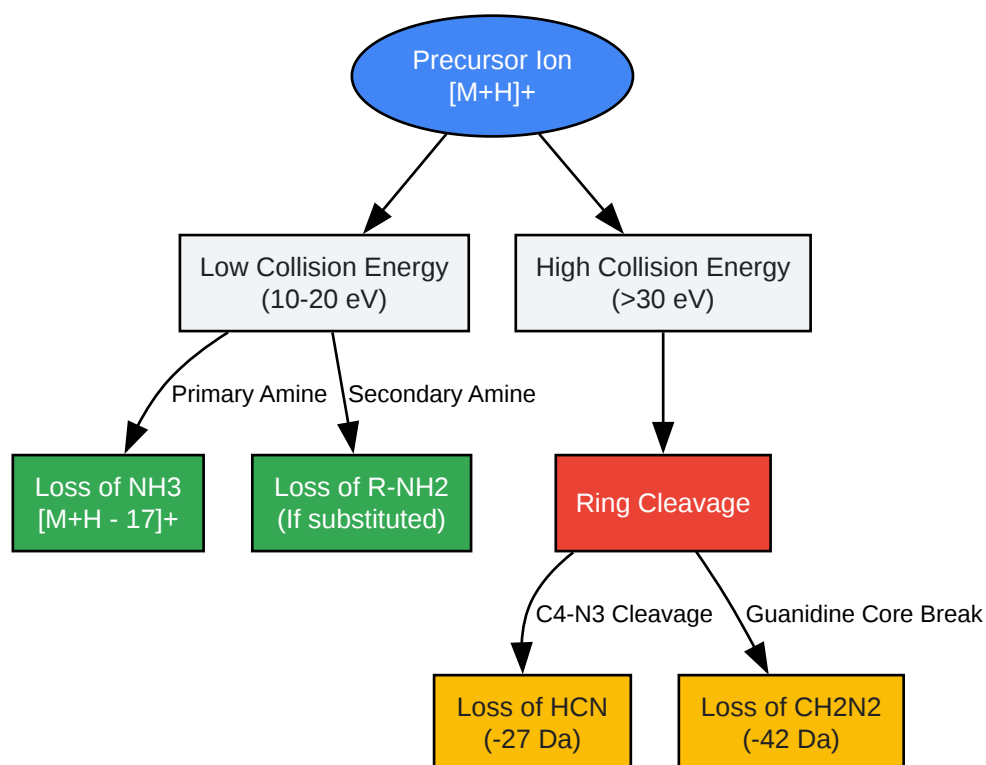 Precursor Ion
[M+H]+
Low Collision Energy
(10-20 eV)
High Collision Energy
(>30 eV)
Primary Amine
Secondary Amine
Loss of NH3
[M+H - 17]+
Loss of R-NH2
(If substituted)
Ring Cleavage
C4-N3 Cleavage
Guanidine Core Break
Loss of HCN
(-27 Da)
Loss of CH2N2
(-42 Da)